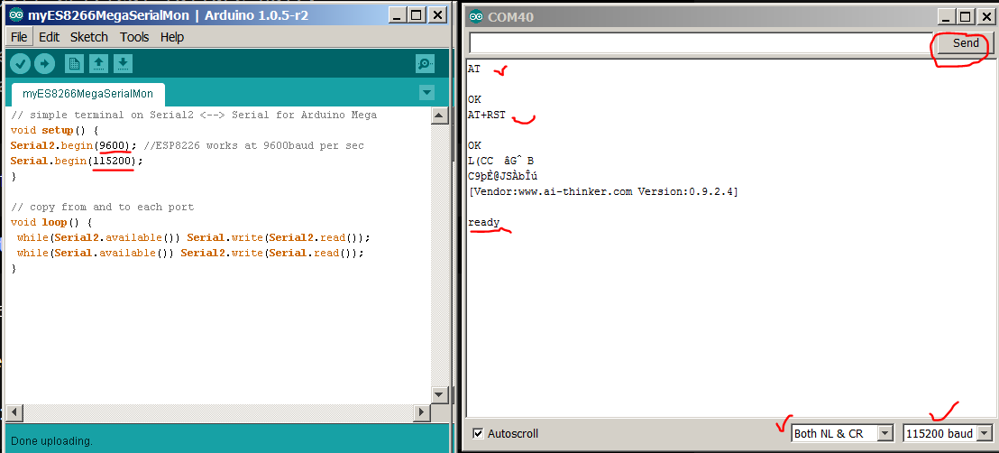 myES8266MegaSerialMon | Arduino 1.0.5-r2
File Edit Sketch Tools Help
myES8266MegaSerialMon
// simple terminal on Serial2 <--> Serial for Arduino Mega
void setup() {
Serial2.begin(9600); //ESP8226 works at 9600baud per sec
Serial.begin(115200);
}
// copy from and to each port
void loop() {
while(Serial2.available()) Serial.write(Serial2.read());
while(Serial.available()) Serial2.write(Serial.read());
}
Done uploading.
COM40
Send
AT
OK
AT+RST
OK
L(CC âGˆ B
C9þÈ@JSÀbÎú
[Vendor:www.ai-thinker.com Version:0.9.2.4]
ready
Autoscroll
Both NL & CR
115200 baud